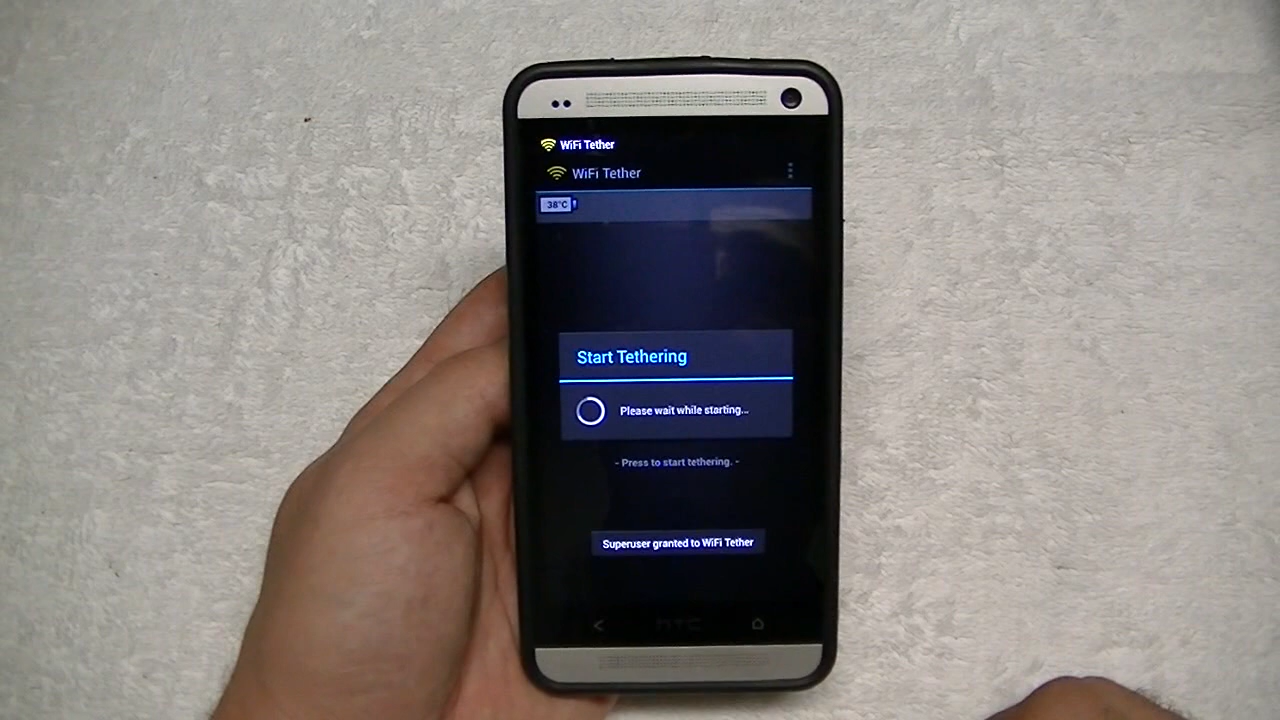 WiFi Tether
WiFi Tether
38°C
Start Tethering
Please wait while starting...
- Press to start tethering. -
Superuser granted to WiFi Tether
hTC